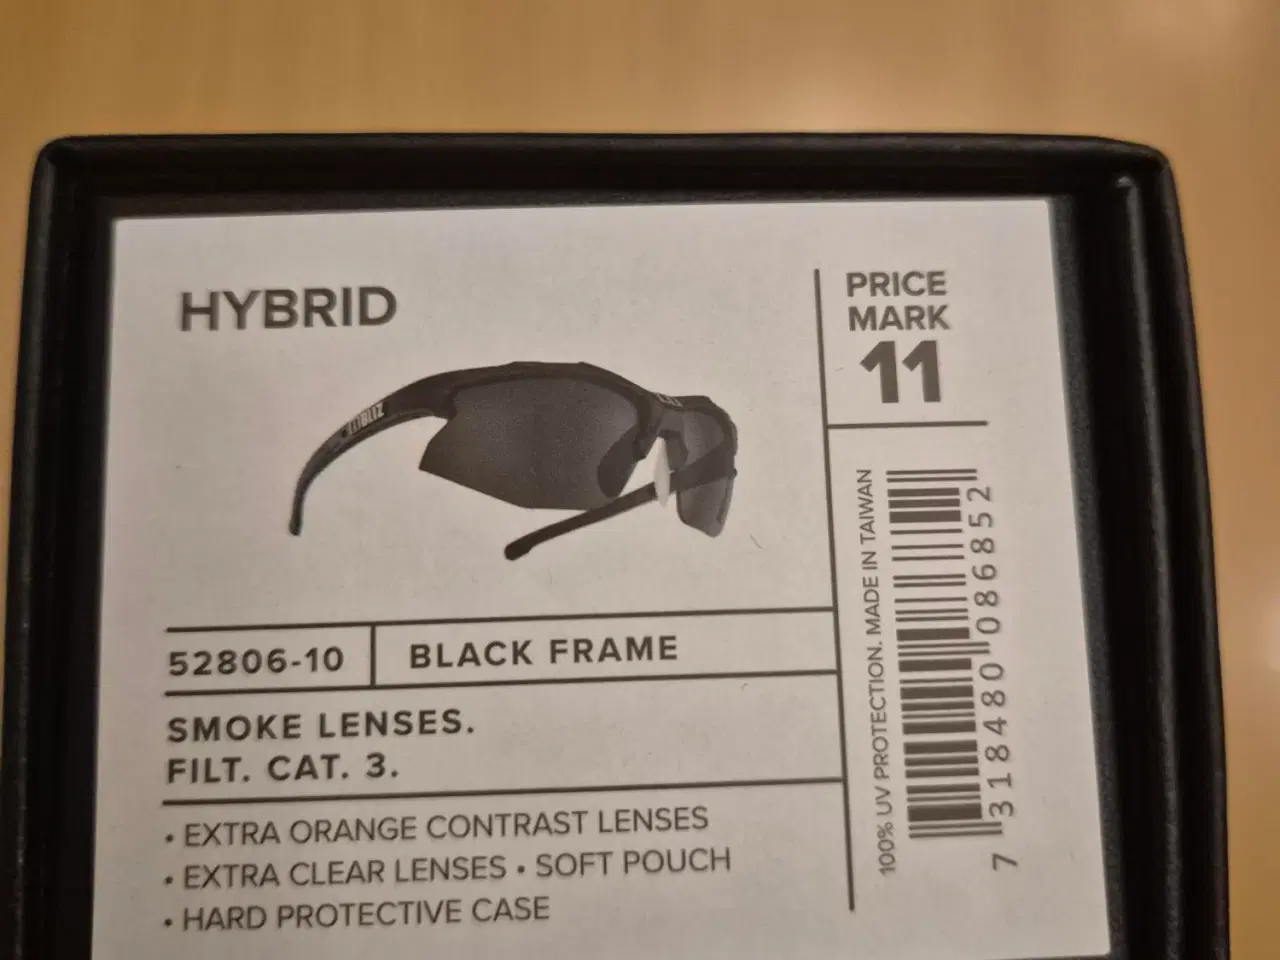 HYBRID
BLIZ
PRICE
MARK
11
52806-10
BLACK FRAME
SMOKE LENSES.
FILT. CAT. 3.
• EXTRA ORANGE CONTRAST LENSES
• EXTRA CLEAR LENSES • SOFT POUCH
• HARD PROTECTIVE CASE
100% UV PROTECTION. MADE IN TAIWAN
7 318480 086852